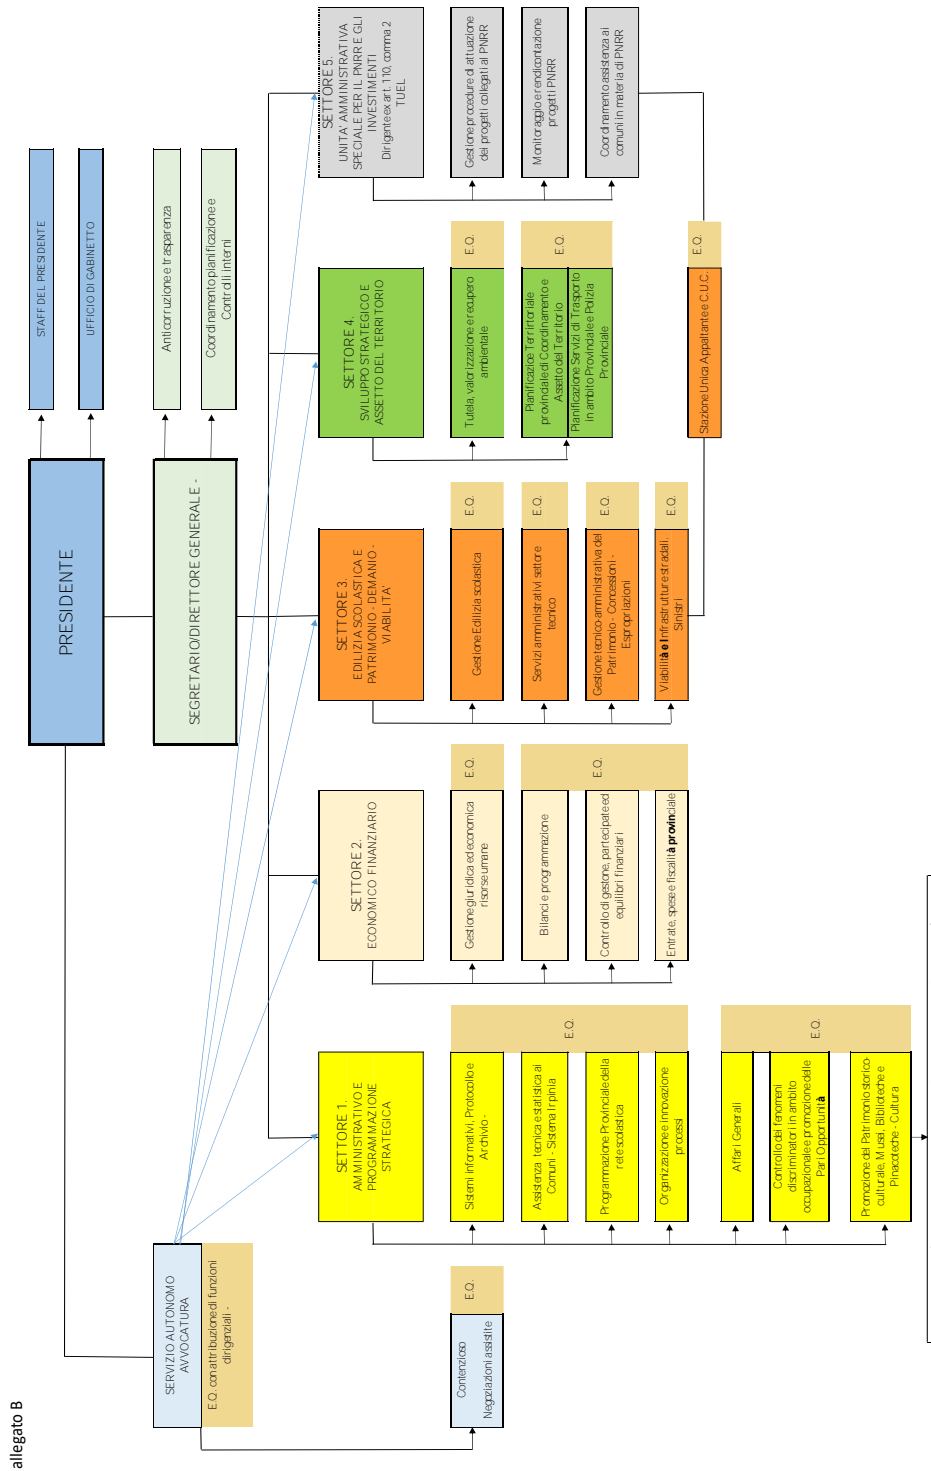 allegato B
STAFF DEL PRESIDENTE
UFFICIO DI GABINETTO
PRESIDENTE
Anticorruzione e trasparenza
Coordinamento pianificazione e
Controlli interni
SEGRETARIO/DIRETTORE GENERALE -
SERVIZIO AUTONOMO
AVVOCATURA
E.Q. con attribuzione di funzioni
dirigenziali -
Contenzioso
Negoziazioni assistite
E.Q.
SETTORE 1.
AMMINISTRATIVO E
PROGRAMMAZIONE
STRATEGICA
Sistemi informativi, Protocollo e
Archivio -
Assistenza tecnica e statistica ai
Comuni - Sistema Irpinia
Programmazione Provinciale della
rete scolastica
Organizzazione e innovazione
processi
E.Q.
Affari Generali
Controllo dei fenomeni
discriminatori in ambito
occupazionale e promozione delle
Pari Opportunità
Promozione del Patrimonio storico-
culturale, Musei, Biblioteche e
Pinacoteche - Cultura
E.Q.
SETTORE 2.
ECONOMICO FINANZIARIO
Gestione giuridica ed economica
risorse umane
E.Q.
Bilanci e programmazione
Controllo di gestone, partecipate ed
equilibri finanziari
Entrate, spese e fiscalità provinciale
E.Q.
SETTORE 3.
EDILIZIA SCOLASTICA E
PATRIMONIO - DEMANIO -
VIABILITA'
Gestione Edilizia scolastica
E.Q.
Servizi amministrativi settore
tecnico
E.Q.
Gestione tecnico-amministrativa del
Patrimonio - Concessioni -
Espropriazioni
E.Q.
Viabilità e Infrastrutture stradali.
Sinistri
E.Q.
SETTORE 4.
SVILUPPO STRATEGICO E
ASSETTO DEL TERRITORIO
Tutela, valorizzazione e recupero
ambientale
E.Q.
Pianificazioe Terrirtoriale
provinciale di Coordinamento e
Assetto del Territorio
Pianificazione Servizi di Trasporto
in ambito Provinciale e Polizia
Provinciale
E.Q.
SETTORE 5.
UNITA' AMMINISTRATIVA
SPECIALE PER IL PNRR E GLI
INVESTIMENTI
Dirigente ex art. 110, comma 2
TUEL
Gestione procedure di attuazione
dei progetti collegati al PNRR
Monitoraggio e rendicontazione
progetti PNRR
Coordinamento assistenza ai
comuni in materia di PNRR
Stazione Unica Appaltante e C.U.C.
E.Q.